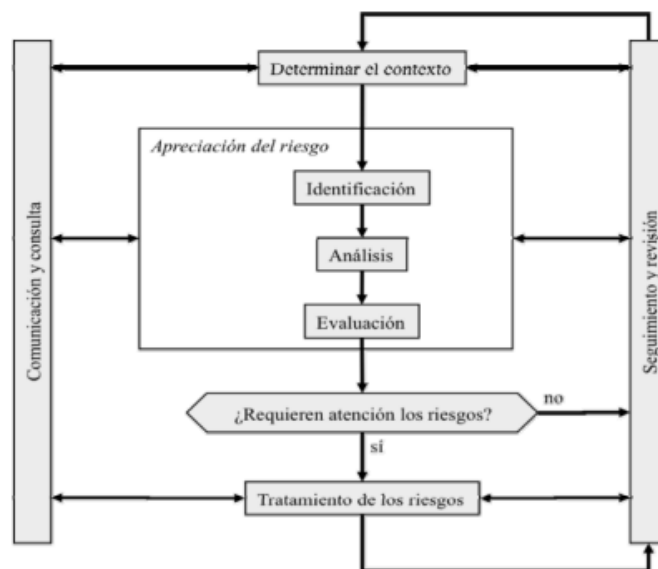 Determinar el contexto
Apreciación del riesgo
Identificación
Análisis
Evaluación
¿Requieren atención los riesgos?
no
sí
Tratamiento de los riesgos
Comunicación y consulta
Seguimiento y revisión